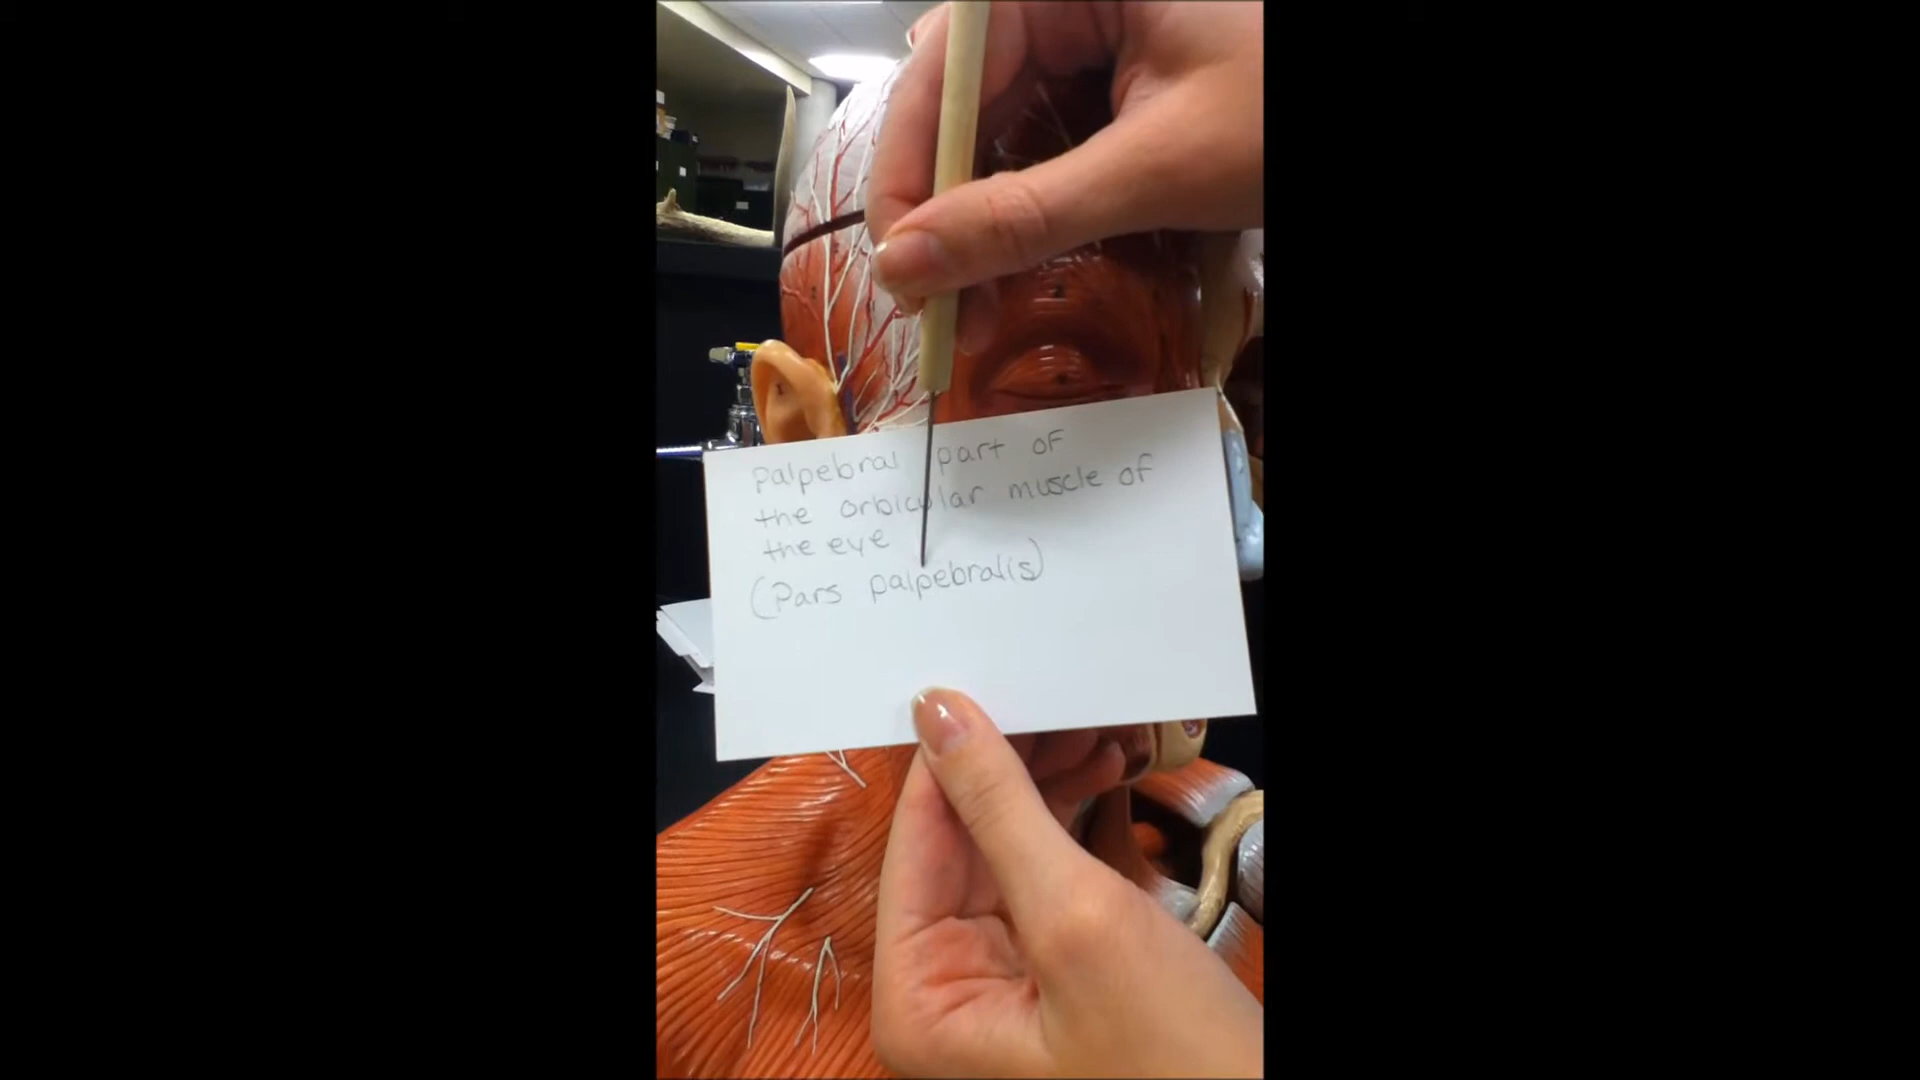 palpebral part of
the orbicular muscle of
the eye
(Pars palpebralis)